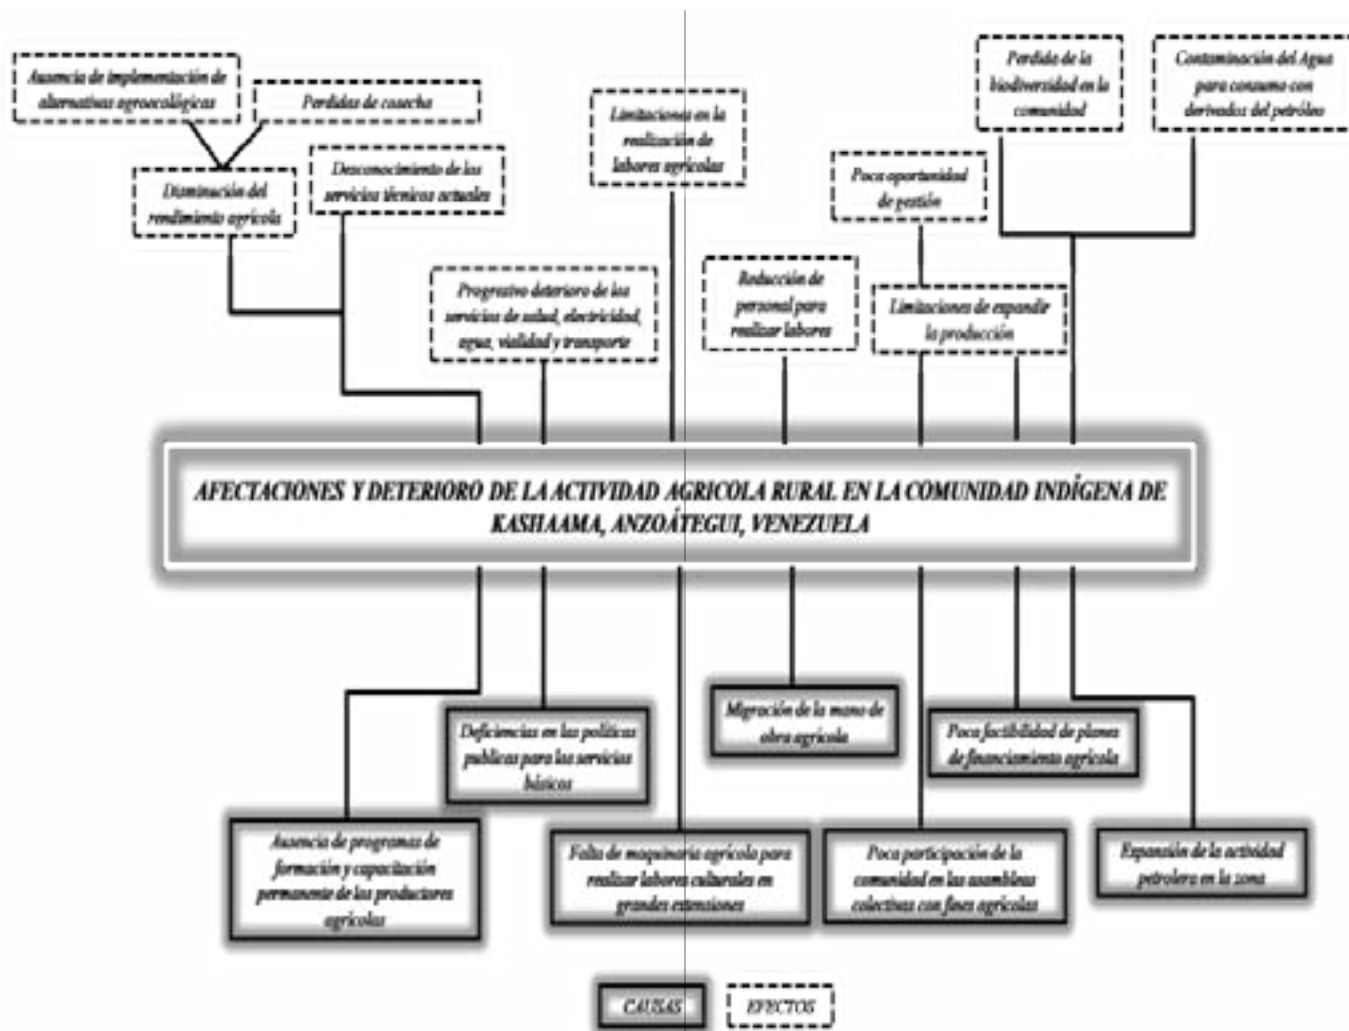 Ausencia de implementación de
alternativas agroecológicas
Perdidas de cosecha
Disminución del
rendimiento agrícola
Desconocimiento de los
servicios técnicos actuales
Limitaciones en la
realización de
labores agrícolas
Perdida de la
biodiversidad en la
comunidad
Contaminación del Agua
para consumo con
derivados del petróleo
Poca oportunidad
de gestión
Progresivo deterioro de los
servicios de salud, electricidad,
agua, vialidad y transporte
Reducción de
personal para
realizar labores
Limitaciones de expandir
la producción
AFECTACIONES Y DETERIORO DE LA ACTIVIDAD AGRICOLA RURAL EN LA COMUNIDAD INDÍGENA DE
KASHAAMA, ANZOÁTEGUI, VENEZUELA
Deficiencias en las políticas
publicas para los servicios
básicos
Migración de la mano de
obra agrícola
Poca factibilidad de planes
de financiamiento agrícola
Ausencia de programas de
formación y capacitación
permanente de los productores
agrícolas
Falta de maquinaria agrícola para
realizar labores culturales en
grandes extensiones
Poca participación de la
comunidad en las asambleas
colectivas con fines agrícolas
Expansión de la actividad
petrolera en la zona
CAUSAS
EFECTOS